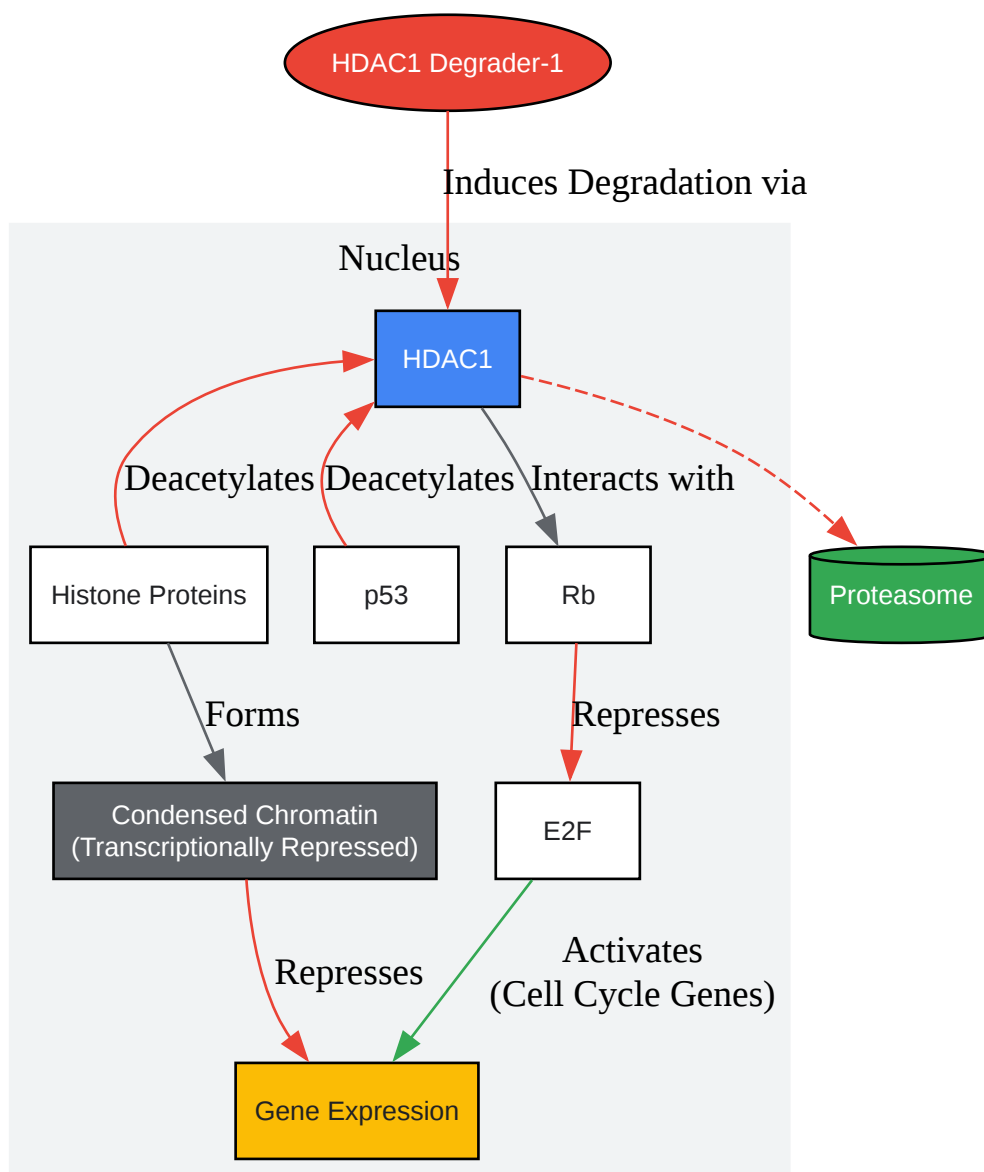 HDAC1 Degrader-1
Induces Degradation via
Nucleus
HDAC1
Deacetylates
Deacetylates
Interacts with
Histone Proteins
p53
Rb
Proteasome
Forms
Represses
Condensed Chromatin
(Transcriptionally Repressed)
E2F
Represses
Activates
(Cell Cycle Genes)
Gene Expression